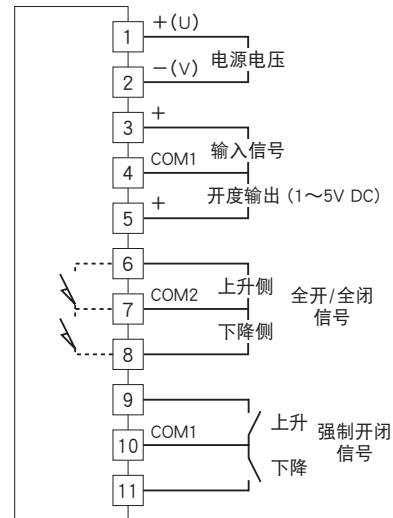 1 +(U)
电源电压
2 −(V)
3 +
输入信号
4 COM1
开度输出 (1～5V DC)
5 +
6
上升侧
7 COM2
全开/全闭
信号
下降侧
8
9
上升
10 COM1
强制开闭
信号
下降
11